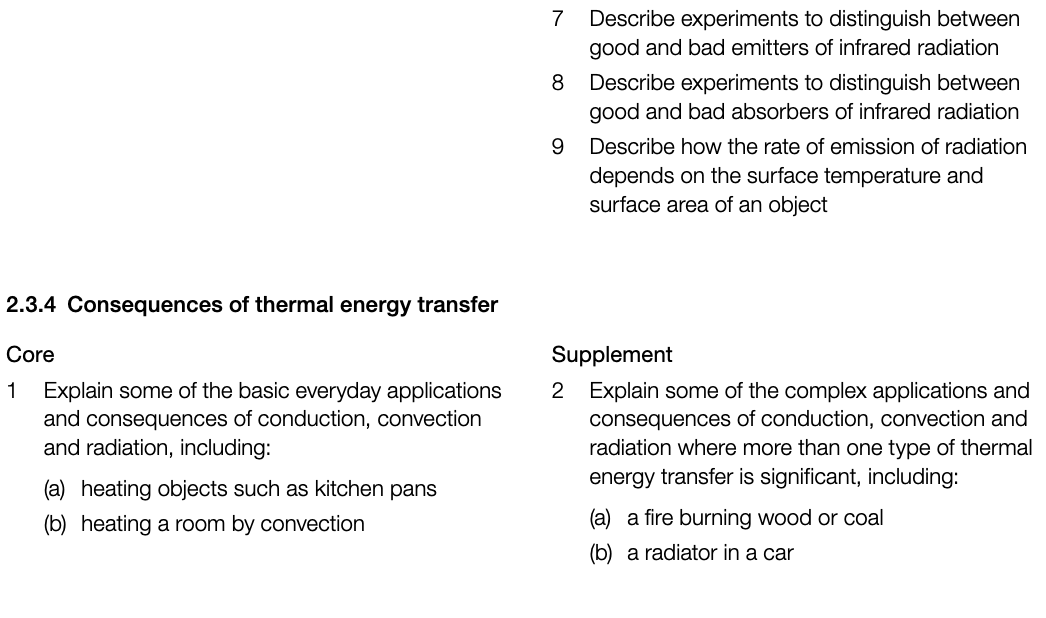 7 Describe experiments to distinguish between
good and bad emitters of infrared radiation
8 Describe experiments to distinguish between
good and bad absorbers of infrared radiation
9 Describe how the rate of emission of radiation
depends on the surface temperature and
surface area of an object
2.3.4 Consequences of thermal energy transfer
Core
1 Explain some of the basic everyday applications
and consequences of conduction, convection
and radiation, including:
(a) heating objects such as kitchen pans
(b) heating a room by convection
Supplement
2 Explain some of the complex applications and
consequences of conduction, convection and
radiation where more than one type of thermal
energy transfer is significant, including:
(a) a fire burning wood or coal
(b) a radiator in a car